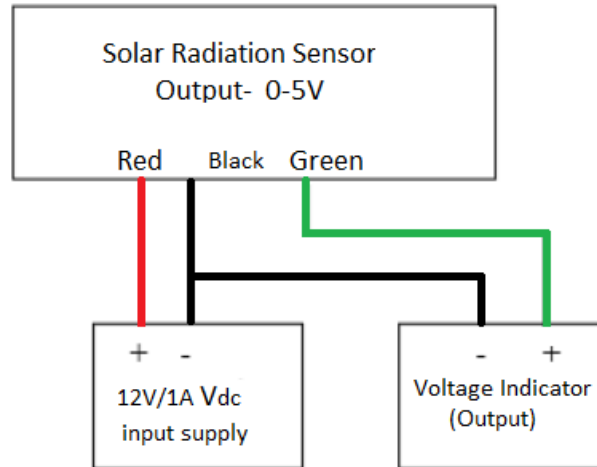 Solar Radiation Sensor
Output- 0-5V
Red Black Green
+ -
12V/1A Vdc
input supply
- +
Voltage Indicator
(Output)